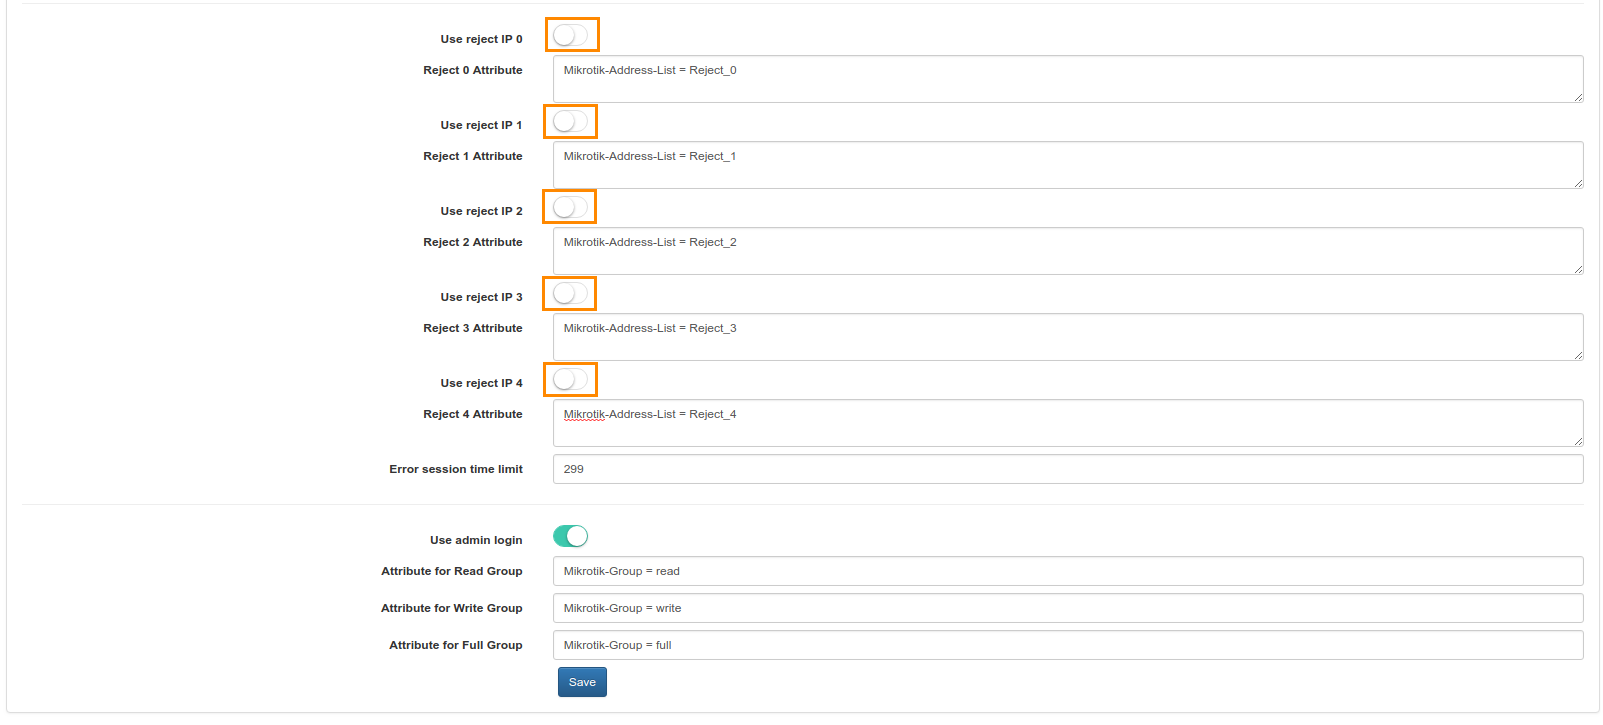 Use reject IP 0
Reject 0 Attribute Mikrotik-Address-List = Reject_0
Use reject IP 1
Reject 1 Attribute Mikrotik-Address-List = Reject_1
Use reject IP 2
Reject 2 Attribute Mikrotik-Address-List = Reject_2
Use reject IP 3
Reject 3 Attribute Mikrotik-Address-List = Reject_3
Use reject IP 4
Reject 4 Attribute Mikrotik-Address-List = Reject_4
Error session time limit 299
Use admin login
Attribute for Read Group Mikrotik-Group = read
Attribute for Write Group Mikrotik-Group = write
Attribute for Full Group Mikrotik-Group = full
Save